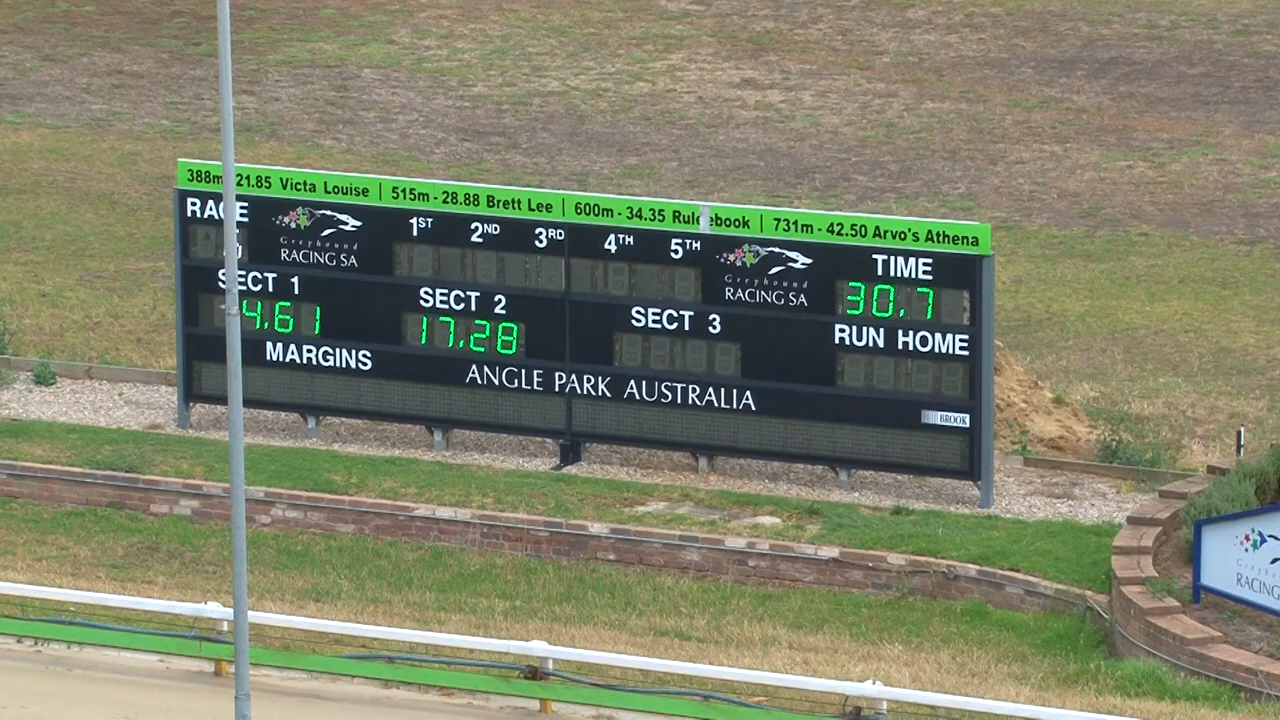 388m 21.85 Victa Louise | 515m - 28.88 Brett Lee | 600m - 34.35 Rulebook | 731m - 42.50 Arvo's Athena
RACE
Greyhound
RACING SA
1ST 2ND 3RD 4TH 5TH
Greyhound
RACING SA
TIME
30.7
SECT 1
4.61
SECT 2
17.28
SECT 3
RUN HOME
MARGINS
ANGLE PARK AUSTRALIA
BROOK
Greyho
RACING